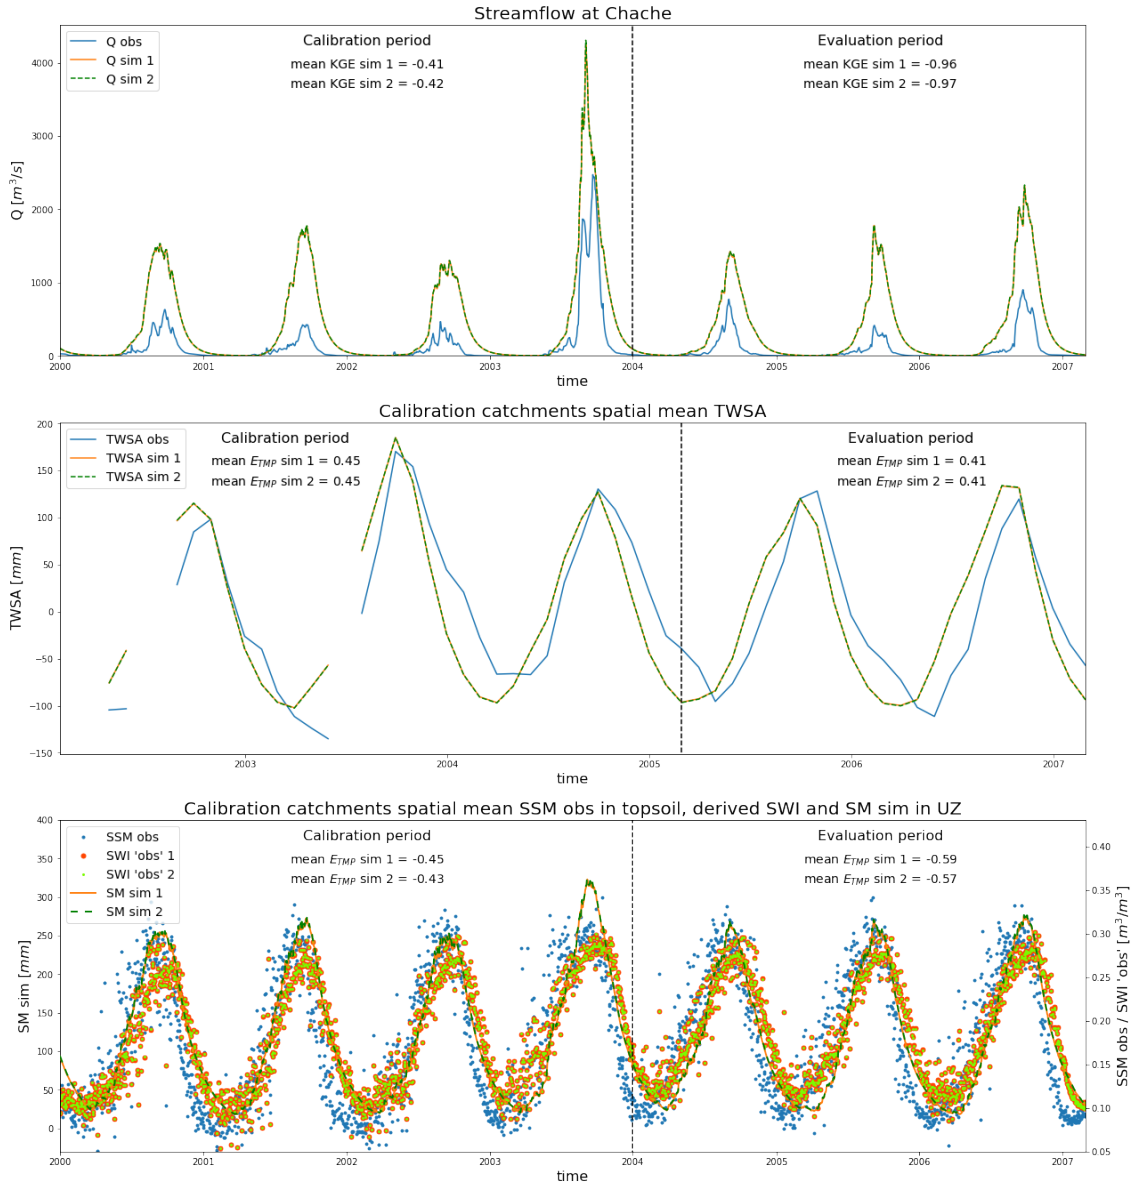 Streamflow at Chache
Q obs
Q sim 1
Q sim 2
Calibration period
mean KGE sim 1 = -0.41
mean KGE sim 2 = -0.42
Evaluation period
mean KGE sim 1 = -0.96
mean KGE sim 2 = -0.97
Q [m³/s]
4000
3000
2000
1000
0
2000 2001 2002 2003 2004 2005 2006 2007
time
Calibration catchments spatial mean TWSA
TWSA obs
TWSA sim 1
TWSA sim 2
Calibration period
mean E_TMP sim 1 = 0.45
mean E_TMP sim 2 = 0.45
Evaluation period
mean E_TMP sim 1 = 0.41
mean E_TMP sim 2 = 0.41
TWSA [mm]
200
150
100
50
0
−50
−100
−150
2003 2004 2005 2006 2007
time
Calibration catchments spatial mean SSM obs in topsoil, derived SWI and SM sim in UZ
SSM obs
SWI 'obs' 1
SWI 'obs' 2
SM sim 1
SM sim 2
Calibration period
mean E_TMP sim 1 = -0.45
mean E_TMP sim 2 = -0.43
Evaluation period
mean E_TMP sim 1 = -0.59
mean E_TMP sim 2 = -0.57
SM sim [mm]
400
350
300
250
200
150
100
50
0
SSM obs / SWI 'obs' [m³/m³]
0.40
0.35
0.30
0.25
0.20
0.15
0.10
0.05
2000 2001 2002 2003 2004 2005 2006 2007
time